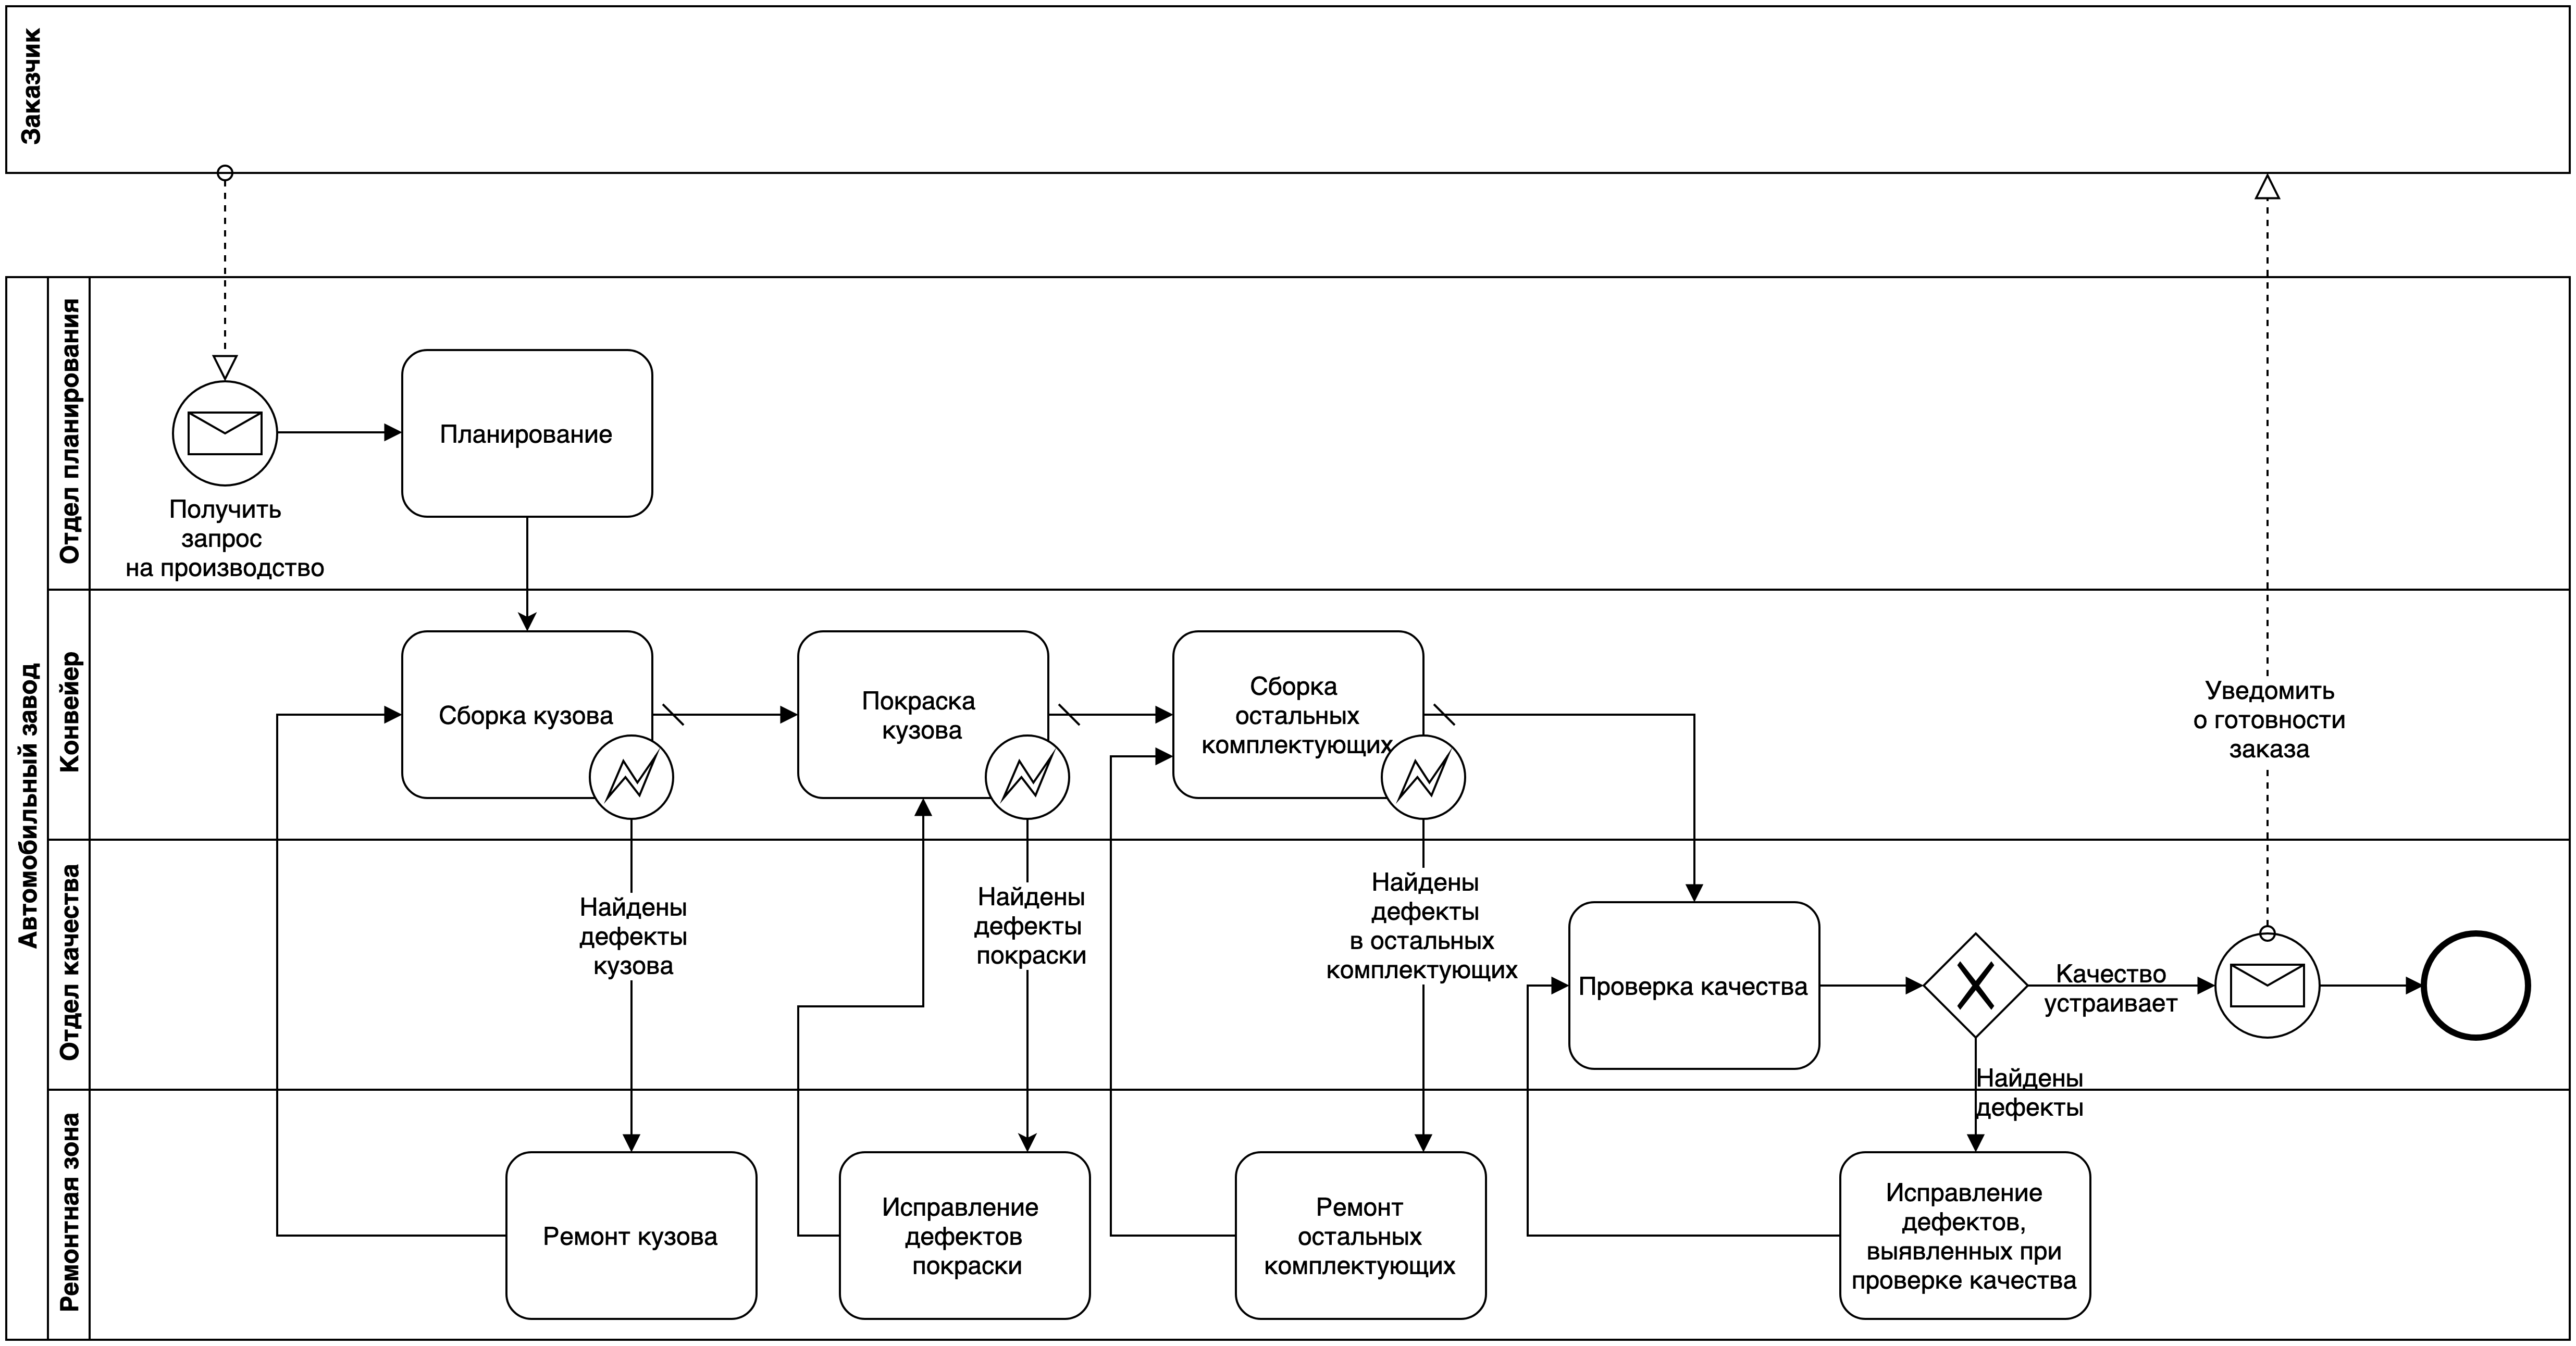 Заказчик
Автомобильный завод
Отдел планирования
Получить
запрос
на производство
Планирование
Конвейер
Сборка кузова
Покраска
кузова
Сборка
остальных
комплектующих
Уведомить
о готовности
заказа
Отдел качества
Найдены
дефекты
кузова
Найдены
дефекты
покраски
Найдены
дефекты
в остальных
комплектующих
Проверка качества
Качество
устраивает
Найдены
дефекты
Ремонтная зона
Ремонт кузова
Исправление
дефектов
покраски
Ремонт
остальных
комплектующих
Исправление
дефектов,
выявленных при
проверке качества